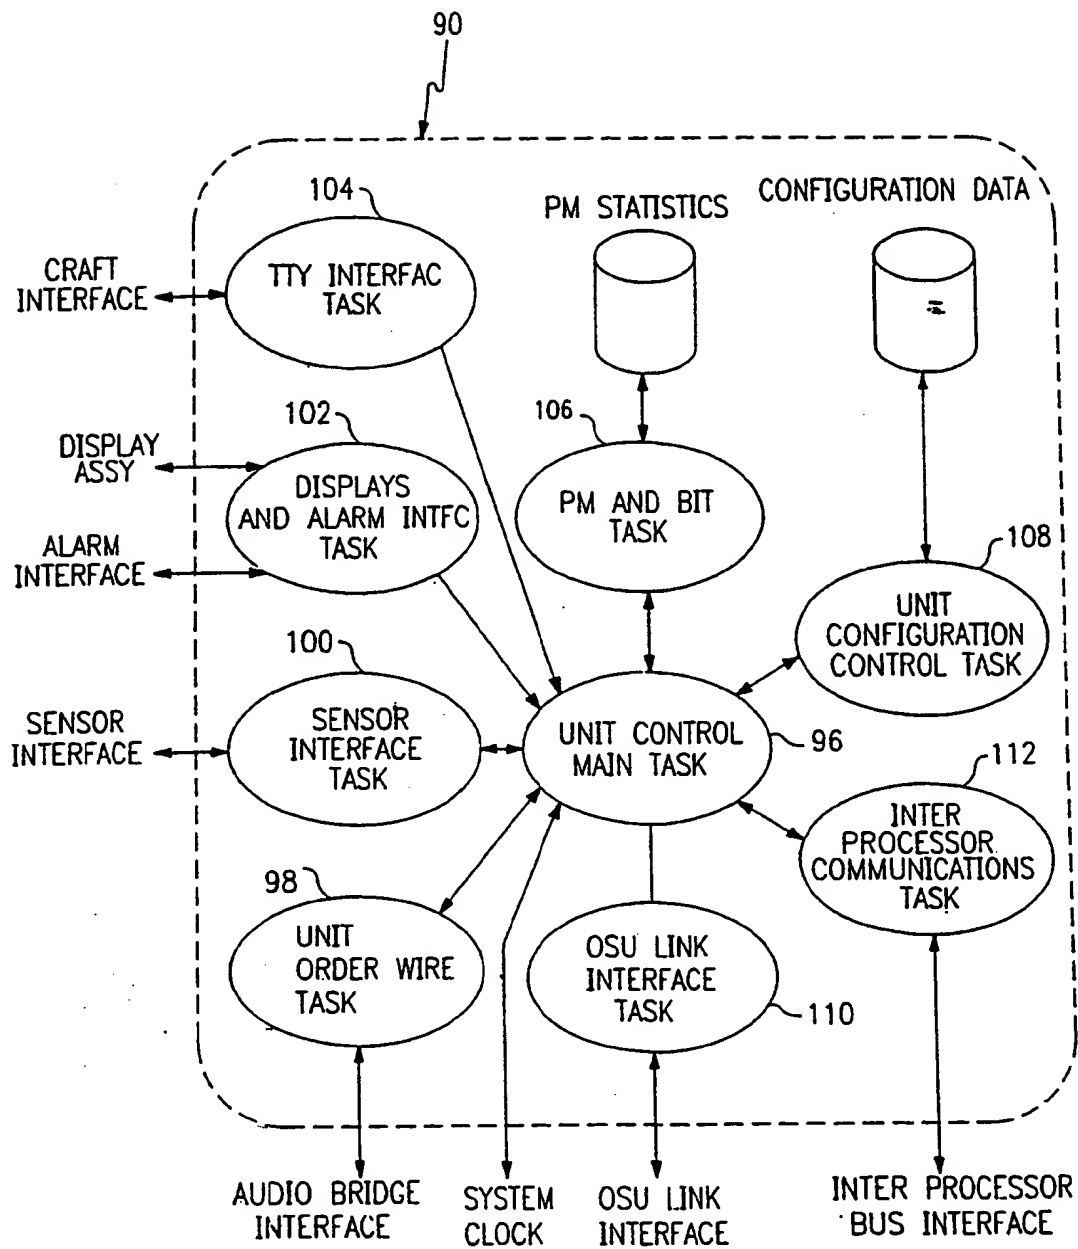 90
104
PM STATISTICS
CONFIGURATION DATA
CRAFT
INTERFACE
TTY INTERFAC
TASK
102
106
DISPLAY
ASSY
DISPLAYS
AND ALARM INTFC
TASK
PM AND BIT
TASK
ALARM
INTERFACE
108
UNIT
CONFIGURATION
CONTROL TASK
100
SENSOR
INTERFACE
SENSOR
INTERFACE
TASK
UNIT CONTROL
MAIN TASK
96
112
INTER
PROCESSOR
COMMUNICATIONS
TASK
98
UNIT
ORDER WIRE
TASK
OSU LINK
INTERFACE
TASK
110
AUDIO BRIDGE
INTERFACE
SYSTEM
CLOCK
OSU LINK
INTERFACE
INTER PROCESSOR
BUS INTERFACE